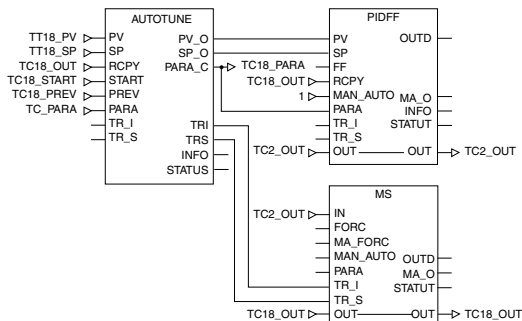 AUTOTUNE
TT18_PV PV PV_O
TT18_SP SP SP_O
TC18_OUT RCPY PARA_C TC18_PARA
TC18_START START
TC18_PREV PREV
TC_PARA PARA
TR_I
TR_S
TRI
TRS
INFO
STATUS
PIDFF
PV OUTD
SP
FF
TC18_OUT RCPY
1 MAN_AUTO MA_O
PARA INFO
TR_I STATUT
TR_S
TC2_OUT OUT OUT TC2_OUT
MS
TC2_OUT IN
FORC
MA_FORC
MAN_AUTO OUTD
PARA MA_O
TR_I STATUT
TR_S
TC18_OUT OUT OUT TC18_OUT